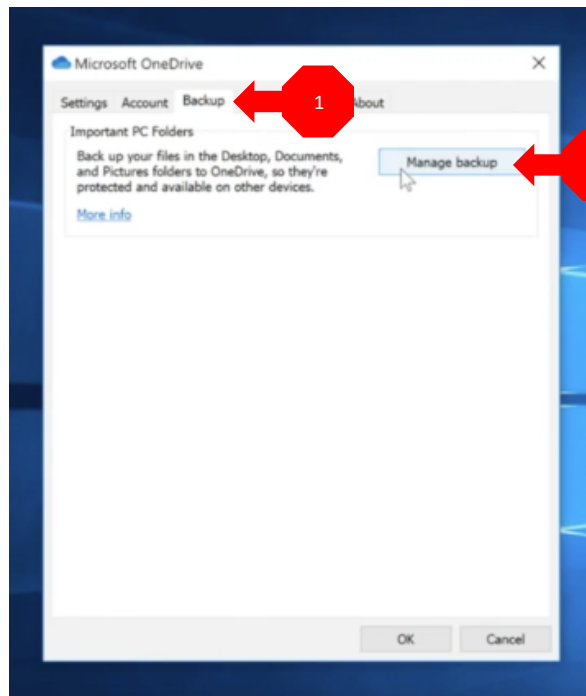 Microsoft OneDrive
Settings Account Backup 1 About
Important PC Folders
Back up your files in the Desktop, Documents,
and Pictures folders to OneDrive, so they're
protected and available on other devices.
Manage backup
More info
OK Cancel